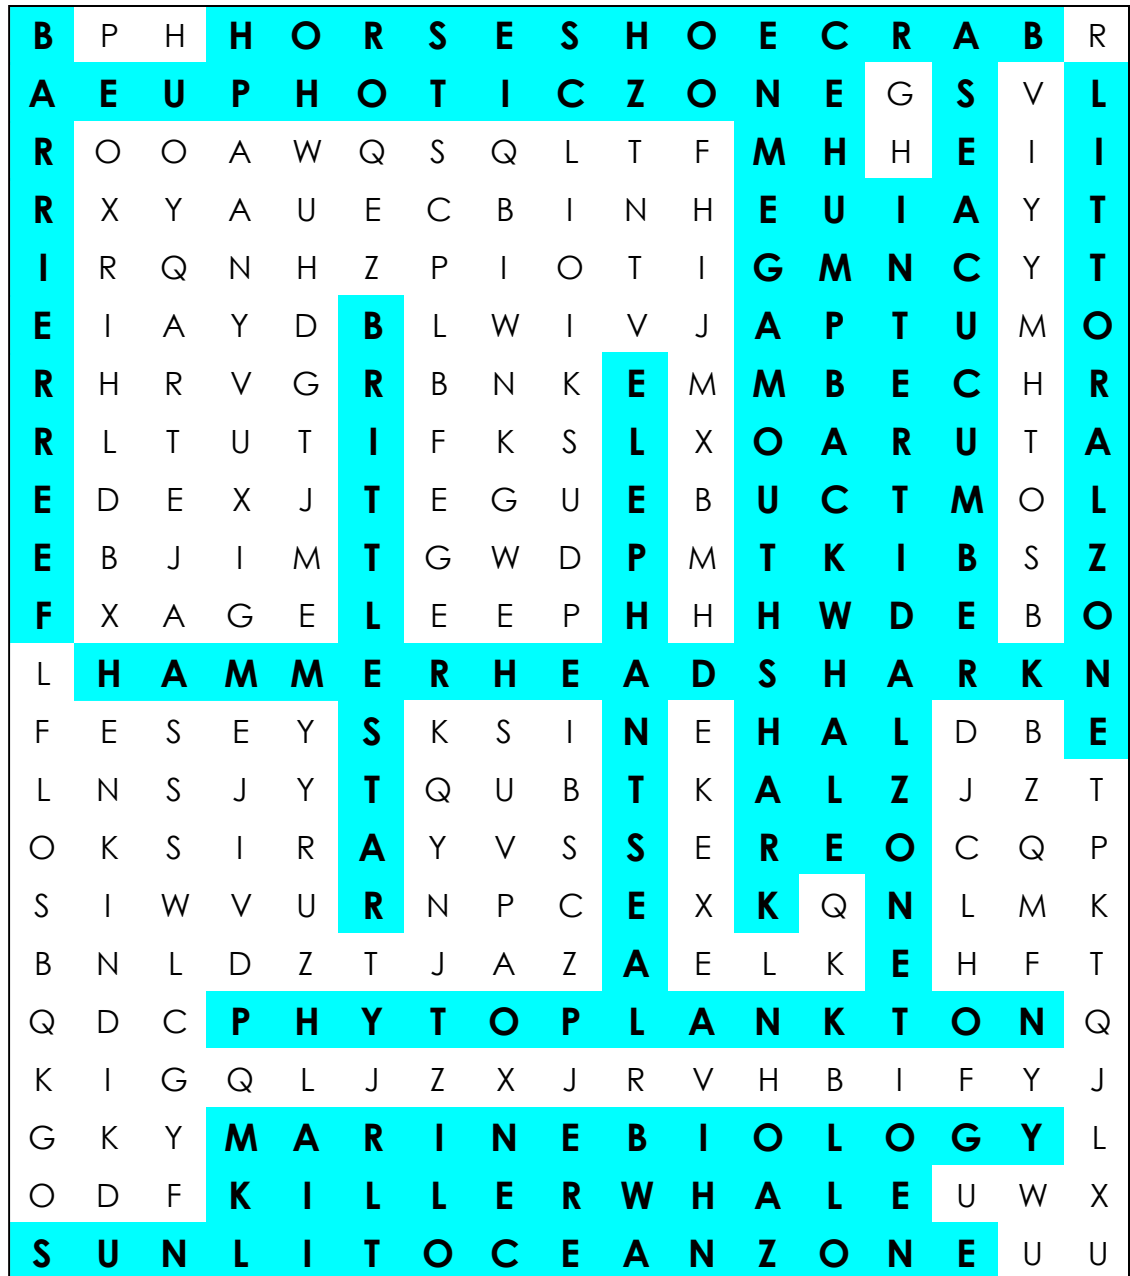 B P H H O R S E S H O E C R A B R
A E U P H O T I C Z O N E G S V L
R O O A W Q S Q L T F M H H E I I
R X Y A U E C B I N H E U I A Y T
I R Q N H Z P I O T I G M N C Y T
E I A Y D B L W I V J A P T U M O
R H R V G R B N K E M M B E C H R
R L T U T I F K S L X O A R U T A
E D E X J T E G U E B U C T M O L
E B J I M T G W D P M T K I B S Z
F X A G E L E E P H H H W D E B O
L H A M M E R H E A D S H A R K N
F E S E Y S K S I N E H A L D B E
L N S J Y T Q U B T K A L Z J Z T
O K S I R A Y V S S E R E O C Q P
S I W V U R N P C E X K Q N L M K
B N L D Z T J A Z A E L K E H F T
Q D C P H Y T O P L A N K T O N Q
K I G Q L J Z X J R V H B I F Y J
G K Y M A R I N E B I O L O G Y L
O D F K I L L E R W H A L E U W X
S U N L I T O C E A N Z O N E U U